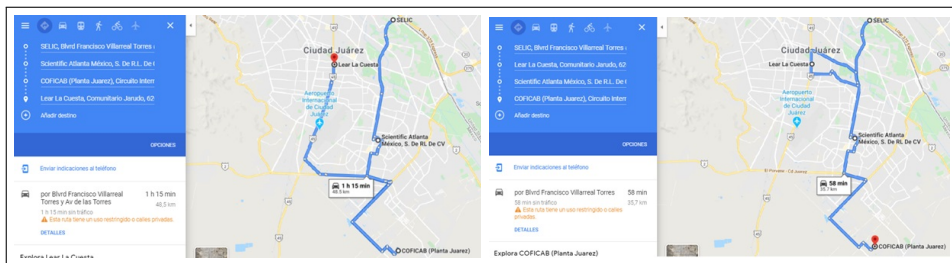 SELIC, Blvrd Francisco Villarreal Torres
Scientific Atlanta México, S. De R.L. De
COFICAB (Planta Juarez), Circuito Interr
Lear La Cuesta, Comunitario Jarudo, 62
Añadir destino
OPCIONES
Enviar indicaciones al teléfono
por Blvrd Francisco Villarreal
Torres y Av de las Torres
1 h 15 min
48,5 km
1 h 15 min sin tráfico
Esta ruta tiene un uso restringido o calles privadas.
DETALLES
Explora Lear La Cuesta
SELIC
Ciudad Juárez
Lear La Cuesta
Aeropuerto
Internacional
de Ciudad
Juárez
Scientific Atlanta
México, S. De RL De CV
1 h 15 min
48.5 km
COFICAB (Planta Juarez)
SELIC, Blvrd Francisco Villarreal Torres
Lear La Cuesta, Comunitario Jarudo, 62
Scientific Atlanta México, S. De R.L. De
COFICAB (Planta Juarez), Circuito Interr
Añadir destino
OPCIONES
Enviar indicaciones al teléfono
por Blvrd Francisco Villarreal Torres
58 min
35,7 km
58 min sin tráfico
Esta ruta tiene un uso restringido o calles
privadas.
DETALLES
Explora COFICAB (Planta Juarez)
SELIC
Ciudad Juárez
Lear La Cuesta
Aeropuerto
Internacional
de Ciudad
Juárez
Scientific Atlanta
México, S. De RL De CV
58 min
35.7 km
COFICAB (Planta Juarez)